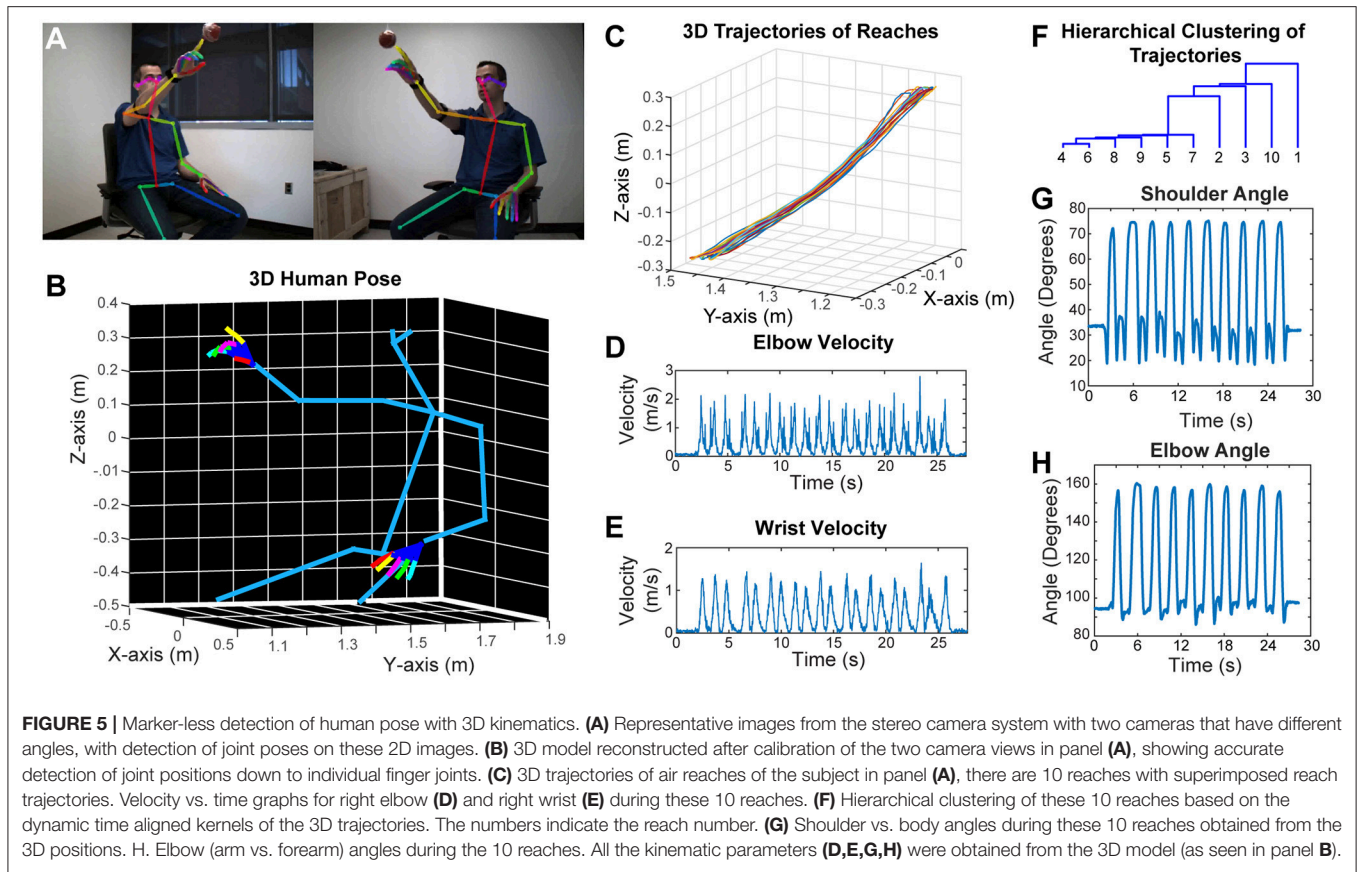 A
B
3D Human Pose
0.4
0.3
0.2
0.1
0
-.01
-0.2
-0.3
-0.4
-0.5
Z-axis (m)
-0.5
0
0.5
X-axis (m)
1.1
1.3
1.5
1.7
1.9
Y-axis (m)
C
3D Trajectories of Reaches
0.3
0.2
0.1
0
-0.1
-0.2
-0.3
Z-axis (m)
1.5
1.4
1.3
1.2
Y-axis (m)
-0.3
-0.2
-0.1
0
X-axis (m)
D
Elbow Velocity
Velocity
(m/s)
3
2
1
0
0 5 10 15 20 25
Time (s)
E
Wrist Velocity
Velocity
(m/s)
2
1
0
0 5 10 15 20 25
Time (s)
F
Hierarchical Clustering of
Trajectories
4 6 8 9 5 7 2 3 10 1
G
Shoulder Angle
Angle (Degrees)
80
70
60
50
40
30
20
10
0 6 12 18 24 30
Time (s)
H
Elbow Angle
Angle (Degrees)
160
140
120
100
80
0 6 12 18 24 30
Time (s)
FIGURE 5 | Marker-less detection of human pose with 3D kinematics. (A) Representative images from the stereo camera system with two cameras that have different
angles, with detection of joint poses on these 2D images. (B) 3D model reconstructed after calibration of the two camera views in panel (A), showing accurate
detection of joint positions down to individual finger joints. (C) 3D trajectories of air reaches of the subject in panel (A), there are 10 reaches with superimposed reach
trajectories. Velocity vs. time graphs for right elbow (D) and right wrist (E) during these 10 reaches. (F) Hierarchical clustering of these 10 reaches based on the
dynamic time aligned kernels of the 3D trajectories. The numbers indicate the reach number. (G) Shoulder vs. body angles during these 10 reaches obtained from the
3D positions. H. Elbow (arm vs. forearm) angles during the 10 reaches. All the kinematic parameters (D,E,G,H) were obtained from the 3D model (as seen in panel B).